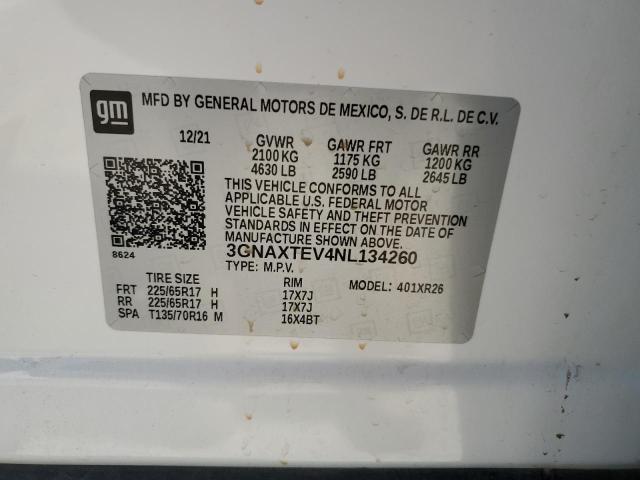 gm
MFD BY GENERAL MOTORS DE MEXICO, S. DE R.L. DE C.V.
12/21 GVWR GAWR FRT GAWR RR
2100 KG 1175 KG 1200 KG
4630 LB 2590 LB 2645 LB
THIS VEHICLE CONFORMS TO ALL
APPLICABLE U.S. FEDERAL MOTOR
VEHICLE SAFETY AND THEFT PREVENTION
STANDARDS IN EFFECT ON THE DATE OF
MANUFACTURE SHOWN ABOVE.
8624
3GNAXTEV4NL134260
TYPE: M.P.V.
TIRE SIZE RIM MODEL: 401XR26
FRT 225/65R17 H 17X7J
RR 225/65R17 H 17X7J
SPA T135/70R16 M 16X4BT